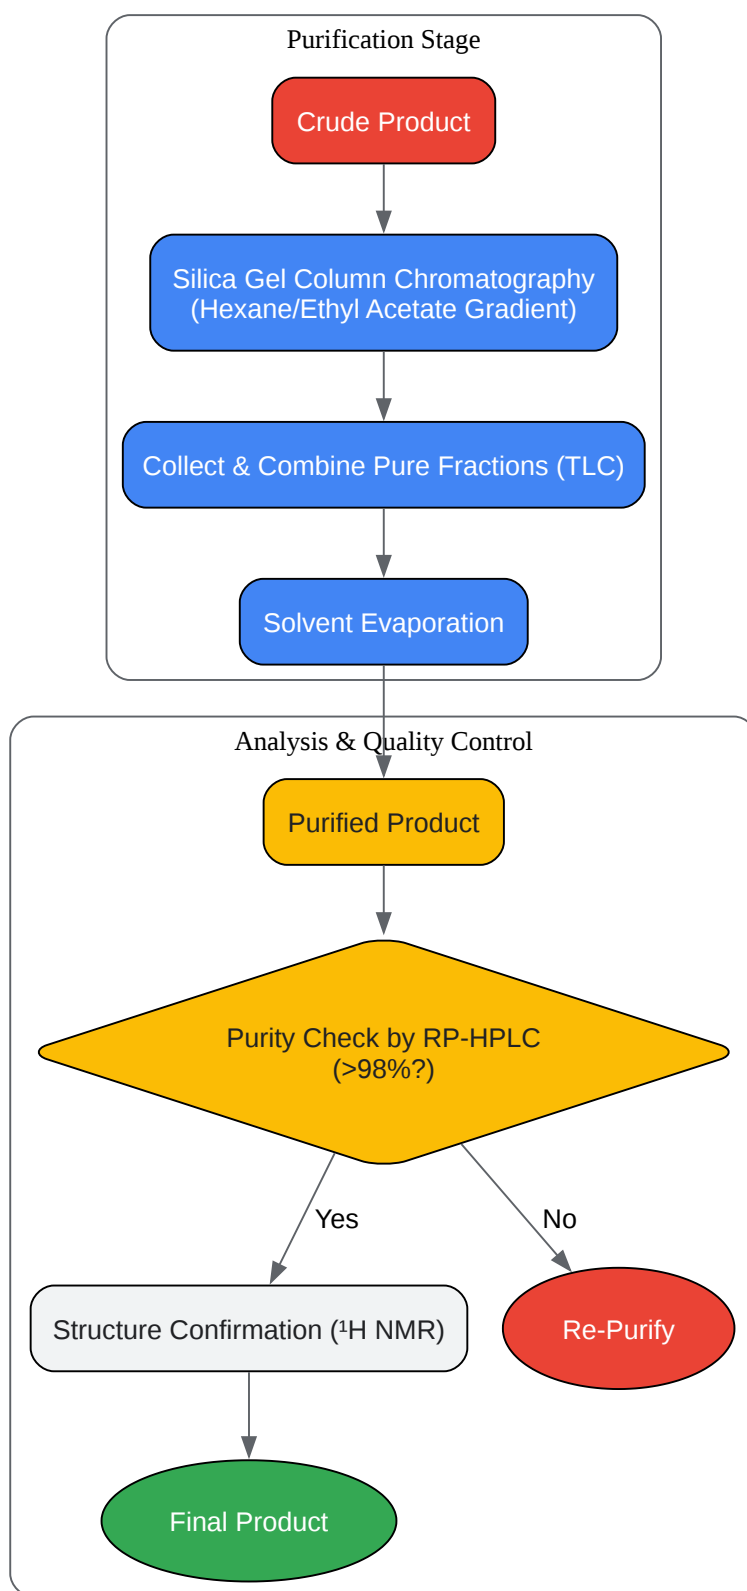 Purification Stage
Crude Product
Silica Gel Column Chromatography
(Hexane/Ethyl Acetate Gradient)
Collect & Combine Pure Fractions (TLC)
Solvent Evaporation
Analysis & Quality Control
Purified Product
Purity Check by RP-HPLC
(>98%?)
Yes
No
Structure Confirmation (¹H NMR)
Re-Purify
Final Product